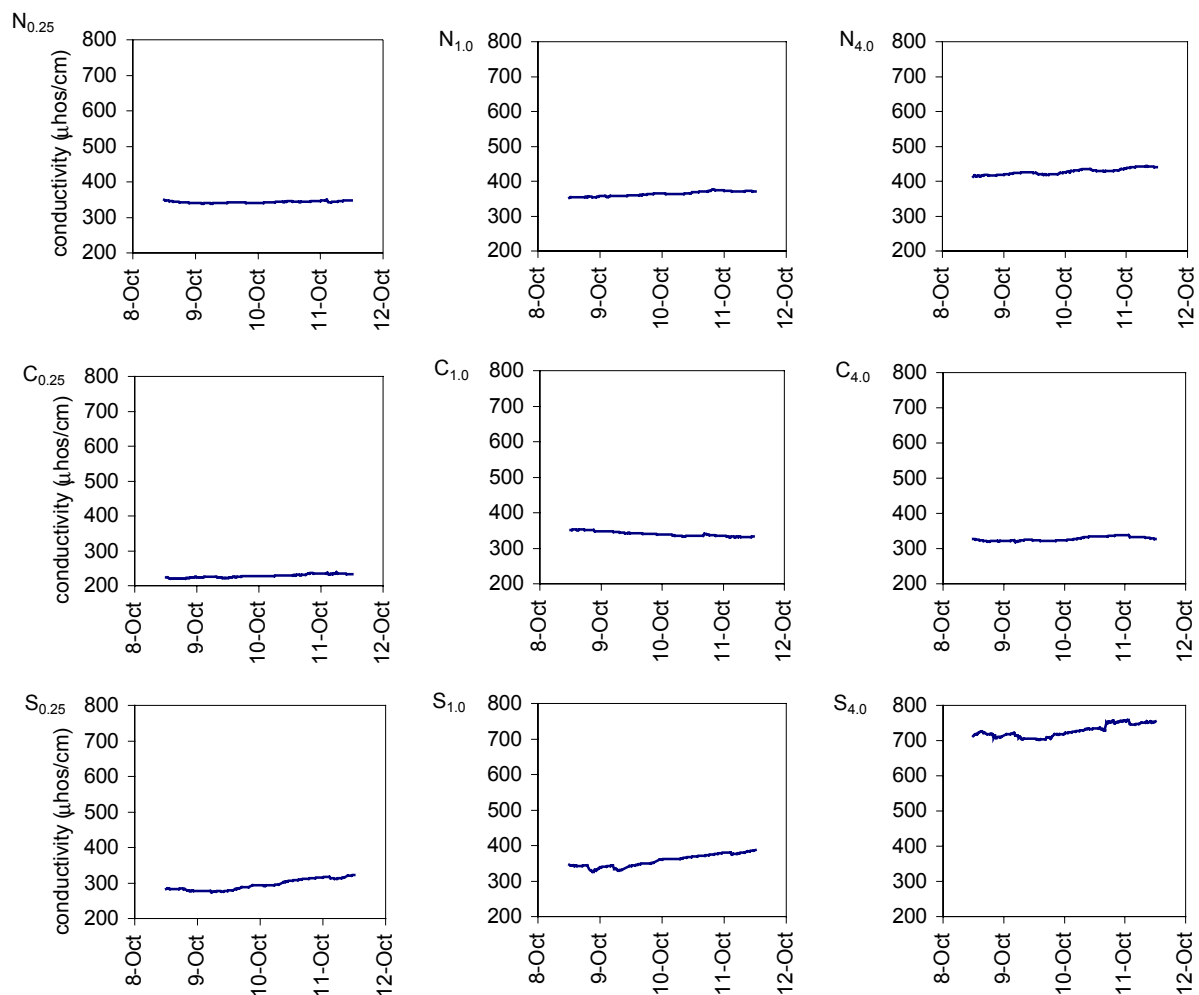 N0.25
conductivity (μhos/cm)
800
700
600
500
400
300
200
8-Oct
9-Oct
10-Oct
11-Oct
12-Oct
N1.0
800
700
600
500
400
300
200
8-Oct
9-Oct
10-Oct
11-Oct
12-Oct
N4.0
800
700
600
500
400
300
200
8-Oct
9-Oct
10-Oct
11-Oct
12-Oct
C0.25
conductivity (μhos/cm)
800
700
600
500
400
300
200
8-Oct
9-Oct
10-Oct
11-Oct
12-Oct
C1.0
800
700
600
500
400
300
200
8-Oct
9-Oct
10-Oct
11-Oct
12-Oct
C4.0
800
700
600
500
400
300
200
8-Oct
9-Oct
10-Oct
11-Oct
12-Oct
S0.25
conductivity (μhos/cm)
800
700
600
500
400
300
200
8-Oct
9-Oct
10-Oct
11-Oct
12-Oct
S1.0
800
700
600
500
400
300
200
8-Oct
9-Oct
10-Oct
11-Oct
12-Oct
S4.0
800
700
600
500
400
300
200
8-Oct
9-Oct
10-Oct
11-Oct
12-Oct